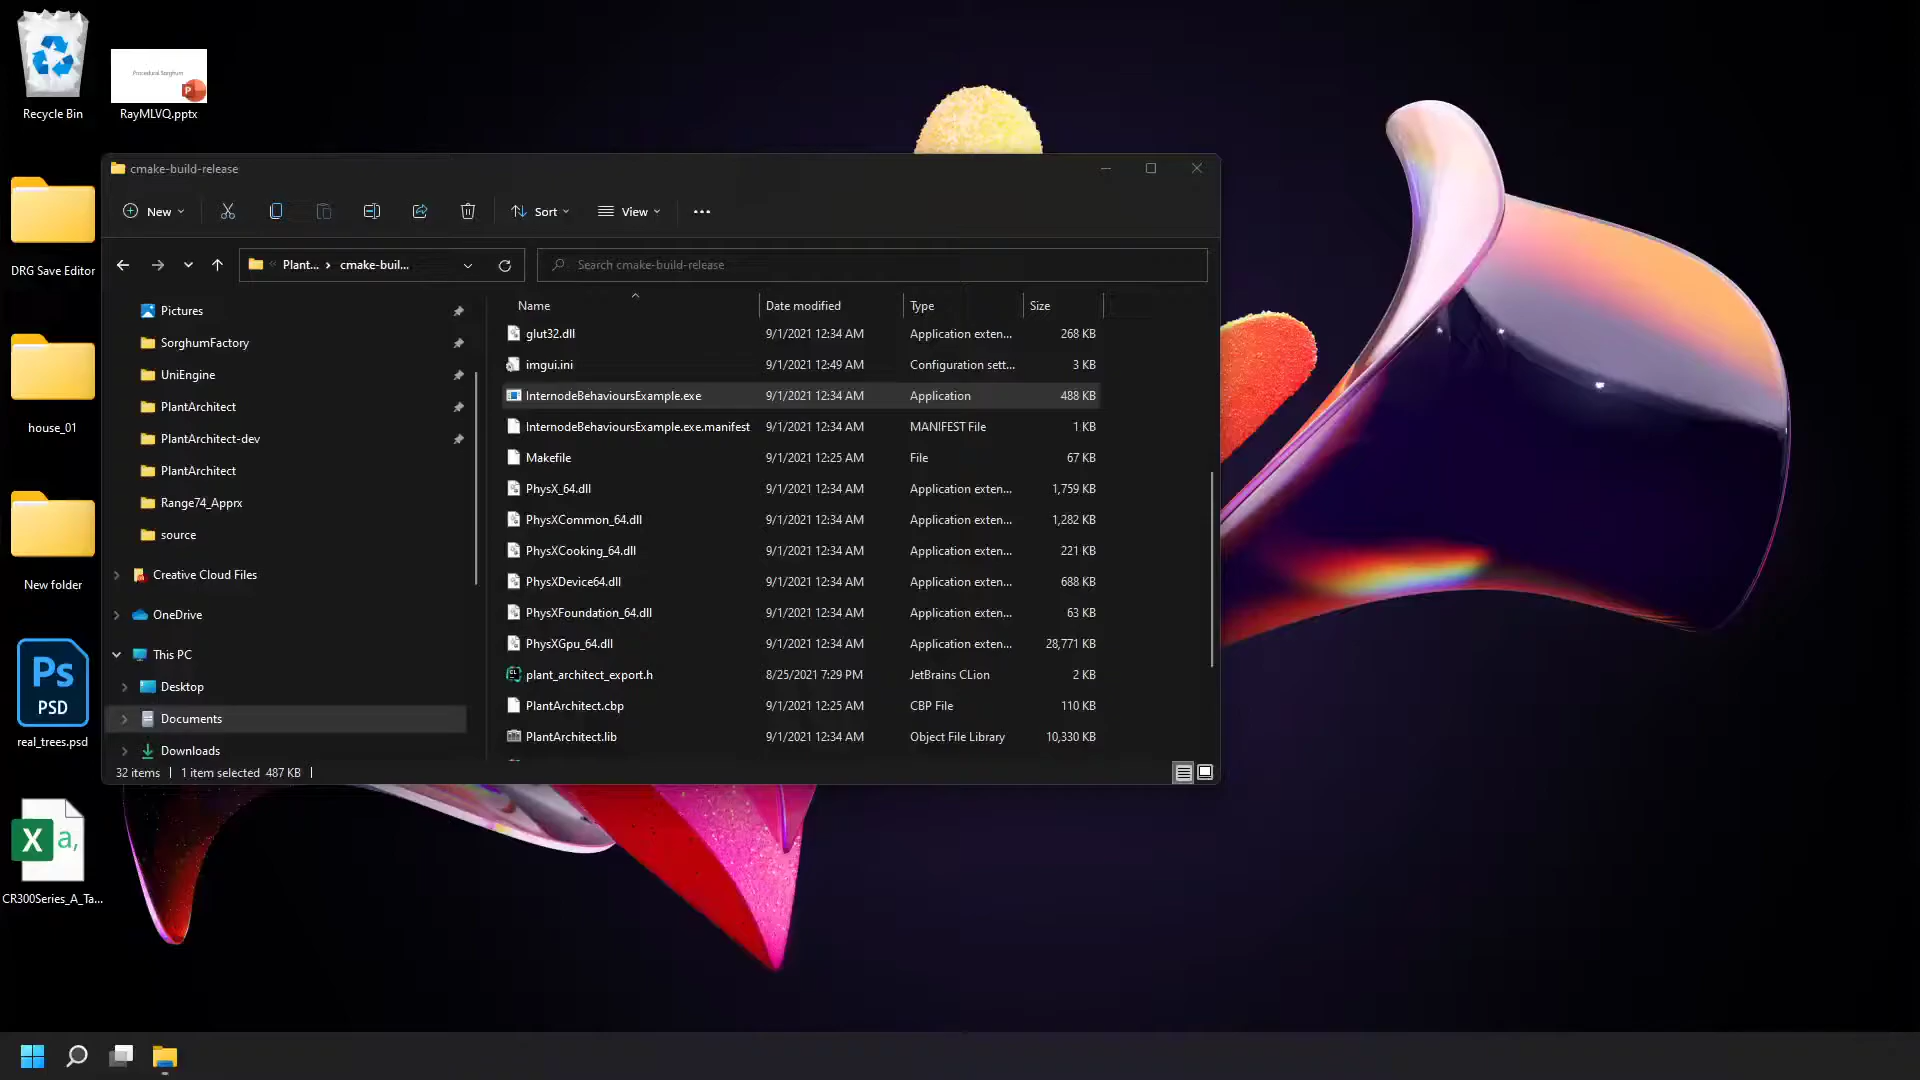 Recycle Bin
Procedural Sorghum
P
RayMLVQ.pptx
DRG Save Editor
house_01
New folder
Ps
PSD
real_trees.psd
X a,
CR300Series_A_Ta...
cmake-build-release
New
Sort
View
Plant... cmake-buil...
Search cmake-build-release
Pictures
SorghumFactory
UniEngine
PlantArchitect
PlantArchitect-dev
PlantArchitect
Range74_Apprx
source
Creative Cloud Files
OneDrive
This PC
Desktop
Documents
Downloads
Name Date modified Type Size
glut32.dll 9/1/2021 12:34 AM Application exten... 268 KB
imgui.ini 9/1/2021 12:49 AM Configuration sett... 3 KB
InternodeBehavioursExample.exe 9/1/2021 12:34 AM Application 488 KB
InternodeBehavioursExample.exe.manifest 9/1/2021 12:34 AM MANIFEST File 1 KB
Makefile 9/1/2021 12:25 AM File 67 KB
PhysX_64.dll 9/1/2021 12:34 AM Application exten... 1,759 KB
PhysXCommon_64.dll 9/1/2021 12:34 AM Application exten... 1,282 KB
PhysXCooking_64.dll 9/1/2021 12:34 AM Application exten... 221 KB
PhysXDevice64.dll 9/1/2021 12:34 AM Application exten... 688 KB
PhysXFoundation_64.dll 9/1/2021 12:34 AM Application exten... 63 KB
PhysXGpu_64.dll 9/1/2021 12:34 AM Application exten... 28,771 KB
plant_architect_export.h 8/25/2021 7:29 PM JetBrains CLion 2 KB
PlantArchitect.cbp 9/1/2021 12:25 AM CBP File 110 KB
PlantArchitect.lib 9/1/2021 12:34 AM Object File Library 10,330 KB
32 items 1 item selected 487 KB